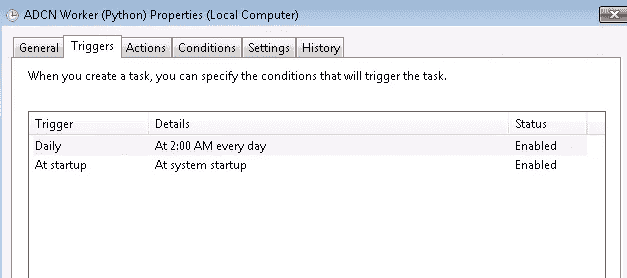 ADCN Worker (Python) Properties (Local Computer)
General Triggers Actions Conditions Settings History
When you create a task, you can specify the conditions that will trigger the task.
Trigger Details Status
Daily At 2:00 AM every day Enabled
At startup At system startup Enabled